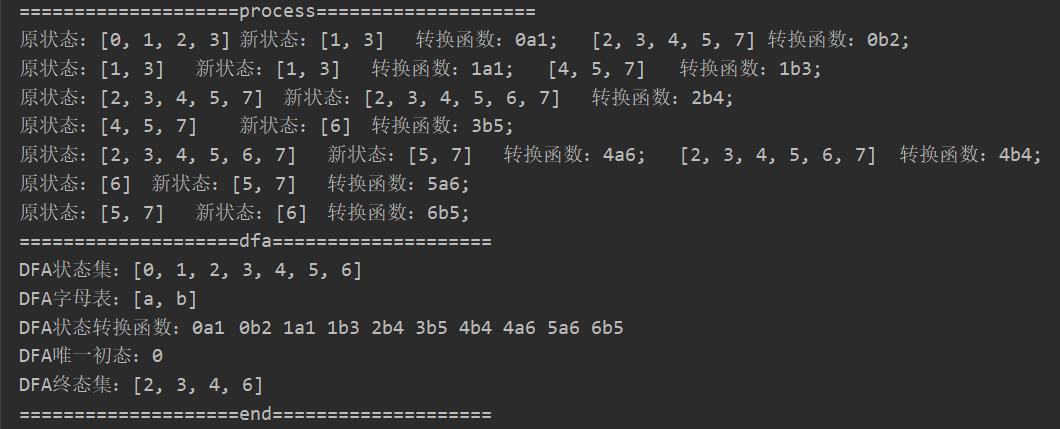 ====================process====================
原状态：[0, 1, 2, 3] 新状态：[1, 3]   转换函数：0a1;   [2, 3, 4, 5, 7] 转换函数：0b2;
原状态：[1, 3]   新状态：[1, 3]   转换函数：1a1;   [4, 5, 7]   转换函数：1b3;
原状态：[2, 3, 4, 5, 7]  新状态：[2, 3, 4, 5, 6, 7]   转换函数：2b4;
原状态：[4, 5, 7]    新状态：[6]  转换函数：3b5;
原状态：[2, 3, 4, 5, 6, 7]   新状态：[5, 7]   转换函数：4a6;   [2, 3, 4, 5, 6, 7]  转换函数：4b4;
原状态：[6]  新状态：[5, 7]   转换函数：5a6;
原状态：[5, 7]   新状态：[6]  转换函数：6b5;
====================dfa====================
DFA状态集：[0, 1, 2, 3, 4, 5, 6]
DFA字母表：[a, b]
DFA状态转换函数：0a1 0b2 1a1 1b3 2b4 3b5 4b4 4a6 5a6 6b5
DFA唯一初态：0
DFA终态集：[2, 3, 4, 6]
====================end====================